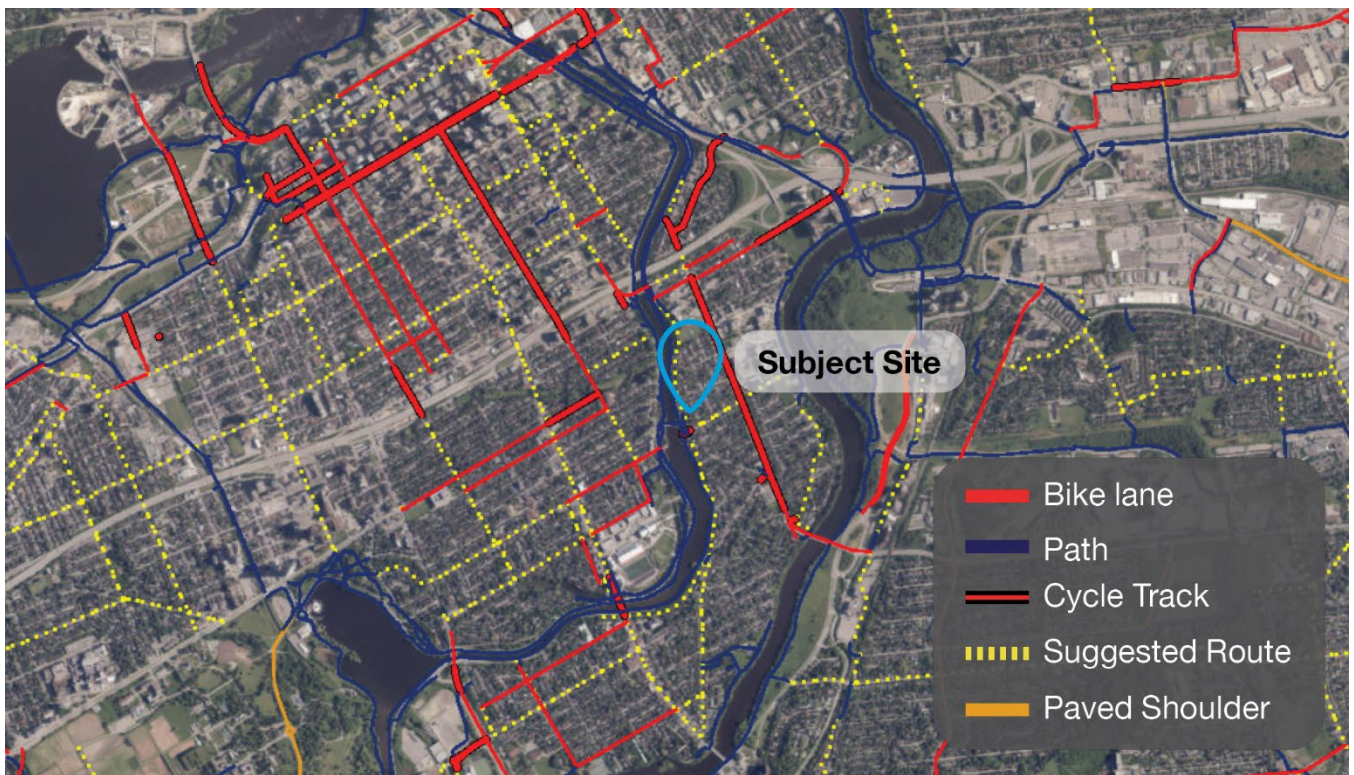 Subject Site
Bike lane
Path
Cycle Track
Suggested Route
Paved Shoulder